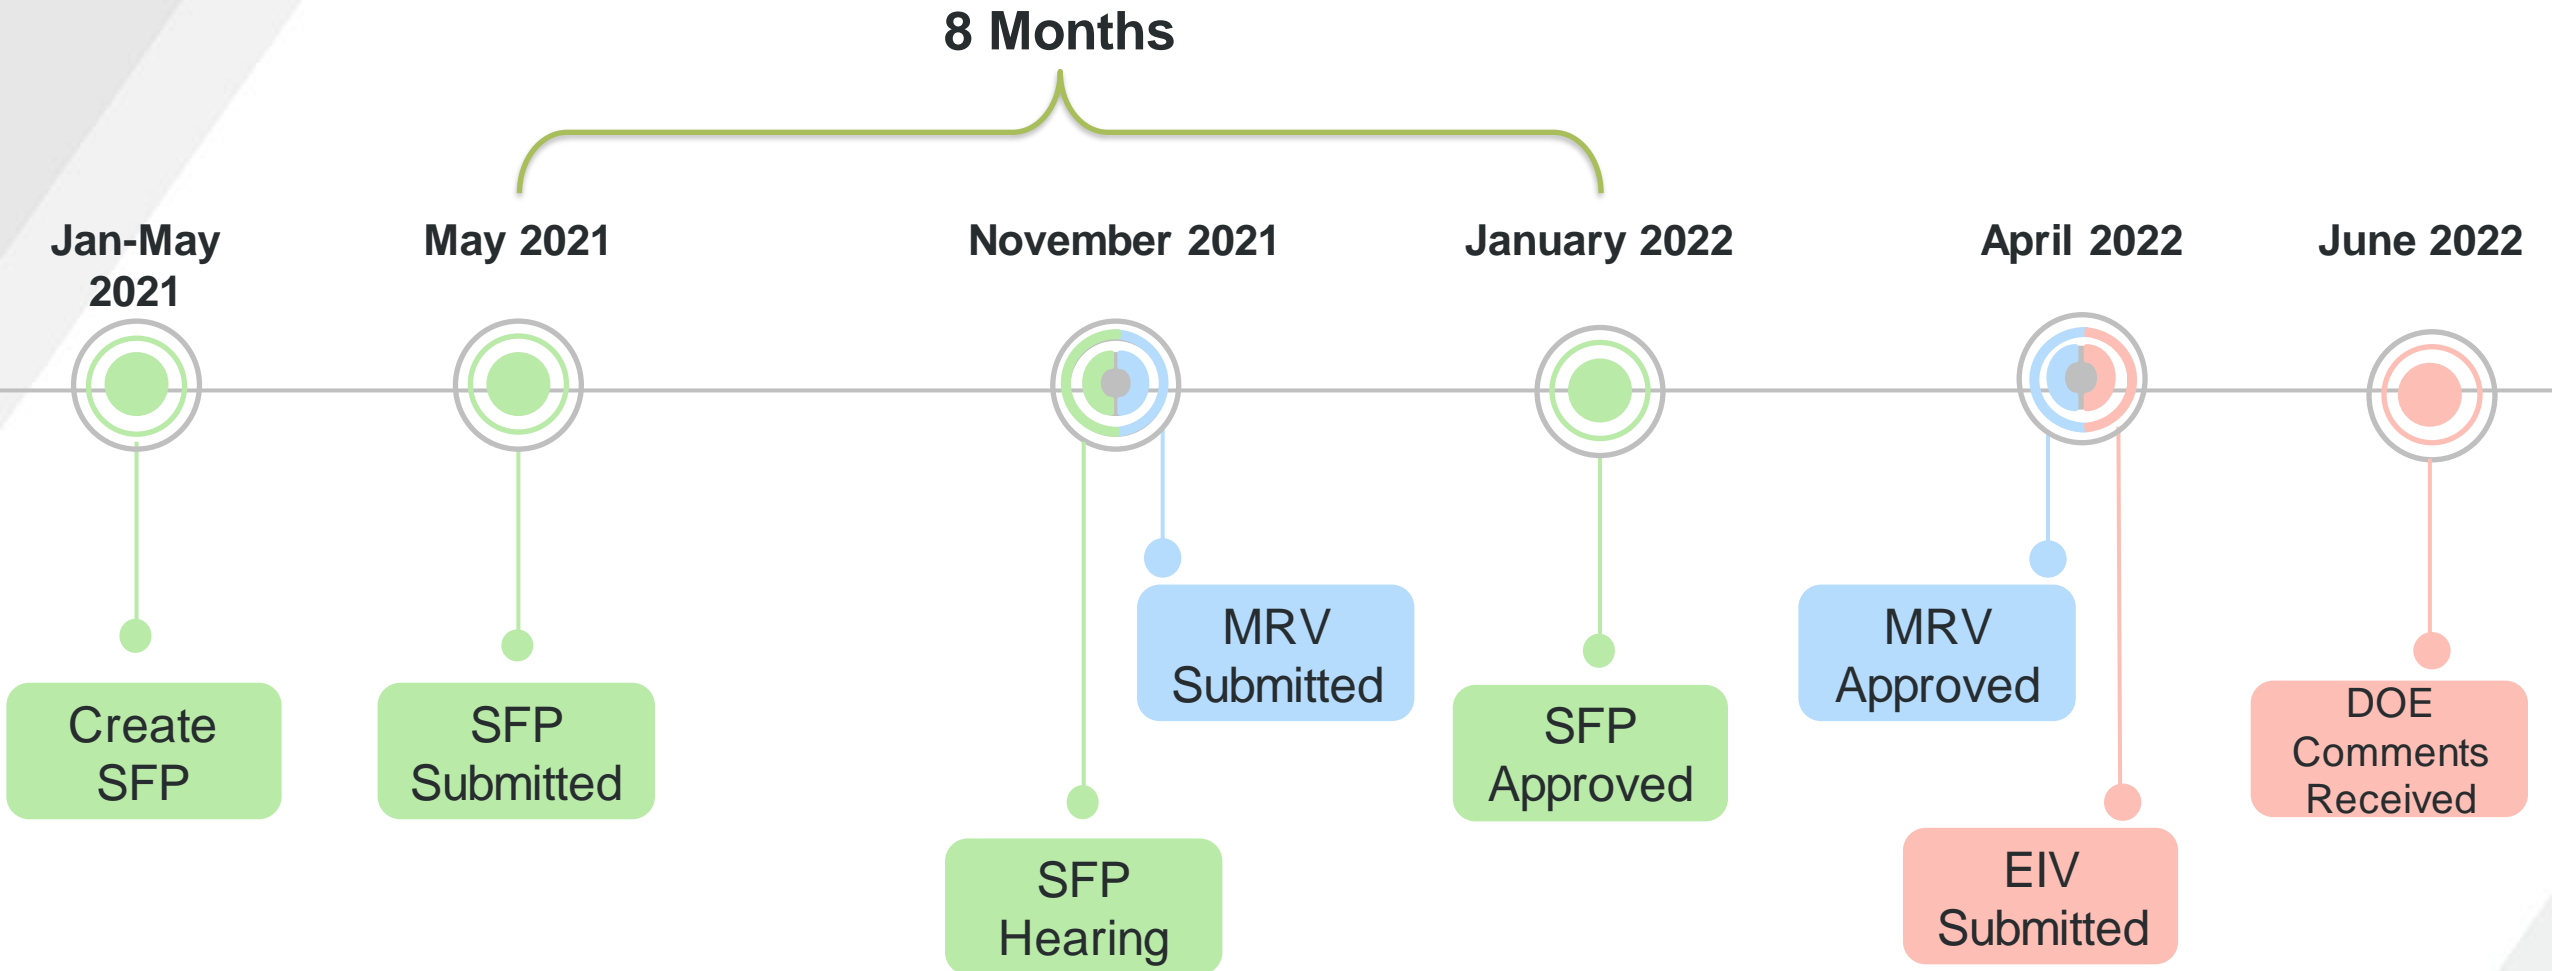 8 Months
Jan-May
2021
May 2021
November 2021
January 2022
April 2022
June 2022
Create
SFP
SFP
Submitted
SFP
Hearing
MRV
Submitted
SFP
Approved
MRV
Approved
EIV
Submitted
DOE
Comments
Received